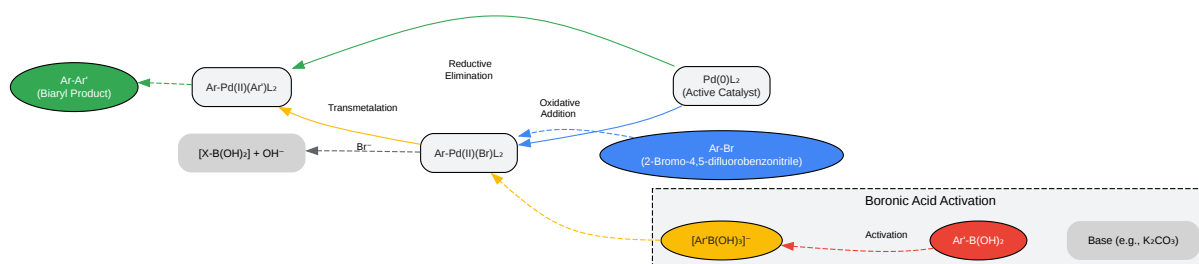 Reductive
Elimination
Ar-Ar'
(Biaryl Product)
Ar-Pd(II)(Ar')L₂
Pd(0)L₂
(Active Catalyst)
Transmetalation
Oxidative
Addition
[X-B(OH)₂] + OH⁻
Br⁻
Ar-Pd(II)(Br)L₂
Ar-Br
(2-Bromo-4,5-difluorobenzonitrile)
Boronic Acid Activation
[Ar'B(OH)₃]⁻
Activation
Ar'-B(OH)₂
Base (e.g., K₂CO₃)